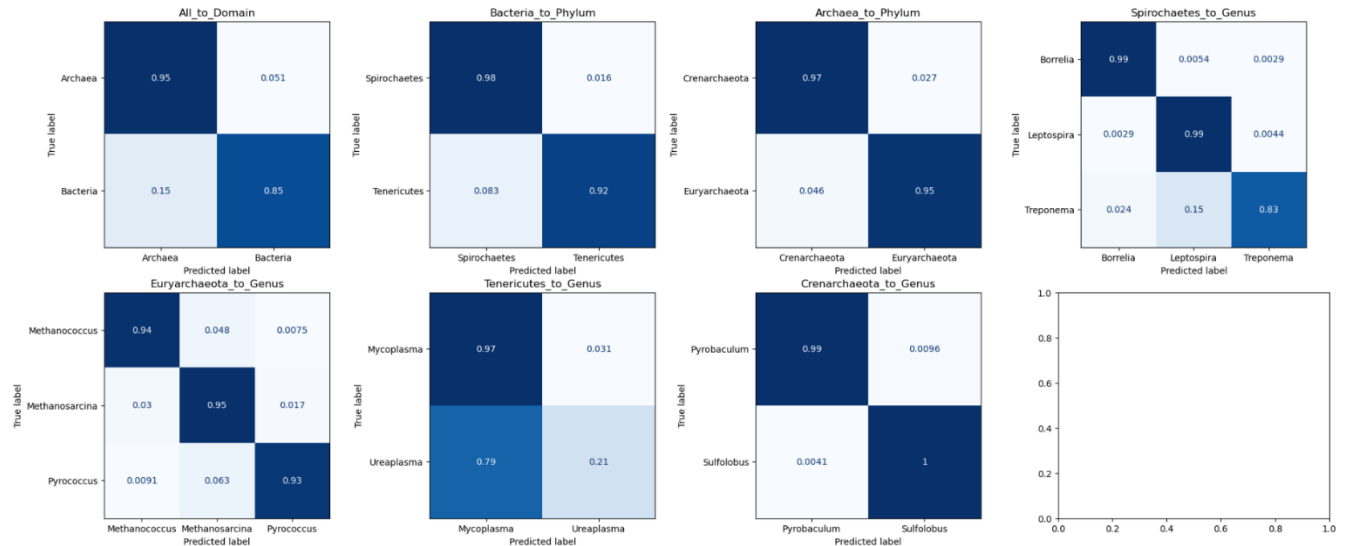 All_to_Domain
Archaea
0.95
0.051
Bacteria
0.15
0.85
True label
Archaea
Bacteria
Predicted label
Bacteria_to_Phylum
Spirochaetes
0.98
0.016
Tenericutes
0.083
0.92
True label
Spirochaetes
Tenericutes
Predicted label
Archaea_to_Phylum
Crenarchaeota
0.97
0.027
Euryarchaeota
0.046
0.95
True label
Crenarchaeota
Euryarchaeota
Predicted label
Spirochaetes_to_Genus
Borrelia
0.99
0.0054
0.0029
Leptospira
0.0029
0.99
0.0044
Treponema
0.024
0.15
0.83
True label
Borrelia
Leptospira
Treponema
Predicted label
Euryarchaeota_to_Genus
Methanococcus
0.94
0.048
0.0075
Methanosarcina
0.03
0.95
0.017
Pyrococcus
0.0091
0.063
0.93
True label
Methanococcus
Methanosarcina
Pyrococcus
Predicted label
Tenericutes_to_Genus
Mycoplasma
0.97
0.031
Ureaplasma
0.79
0.21
True label
Mycoplasma
Ureaplasma
Predicted label
Crenarchaeota_to_Genus
Pyrobaculum
0.99
0.0096
Sulfolobus
0.0041
1
True label
Pyrobaculum
Sulfolobus
Predicted label
1.0
0.8
0.6
0.4
0.2
0.0
0.0
0.2
0.4
0.6
0.8
1.0